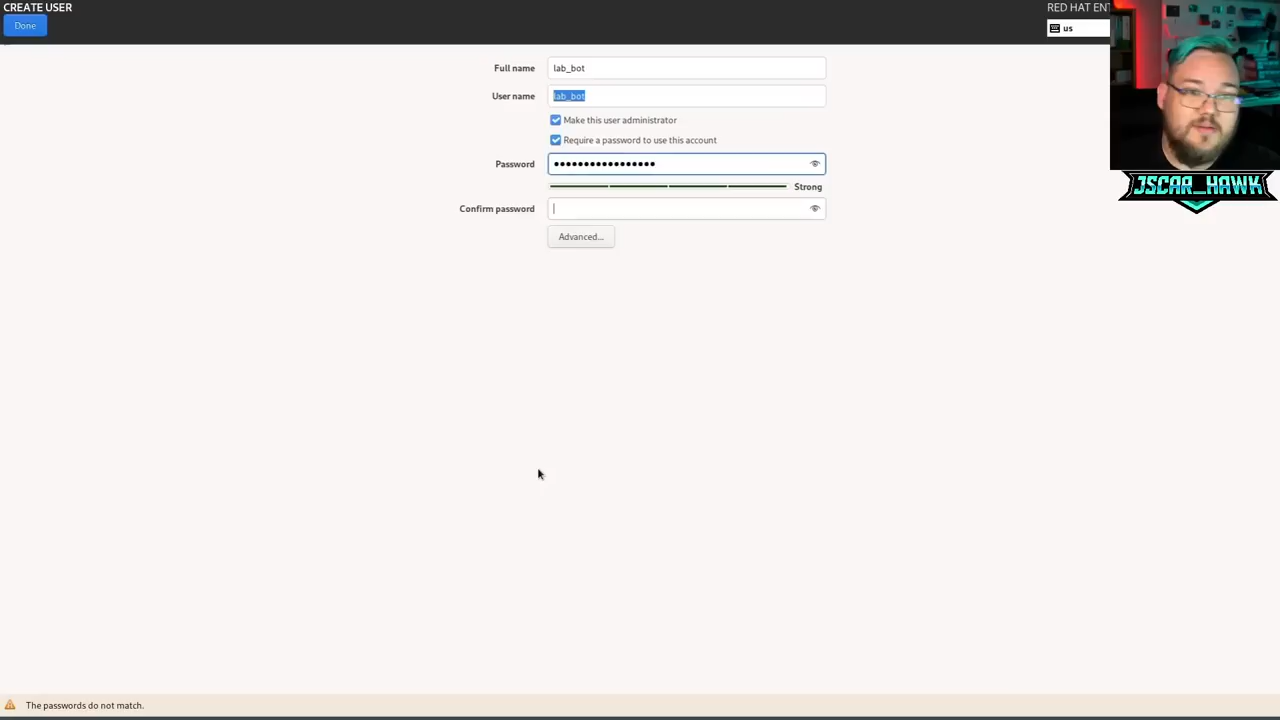 CREATE USER
RED HAT ENT
Done
us
Full name lab_bot
User name lab_bot
Make this user administrator
Require a password to use this account
Password •••••••••••••••••
Strong
Confirm password
Advanced...
JSCAR_HAWK
The passwords do not match.